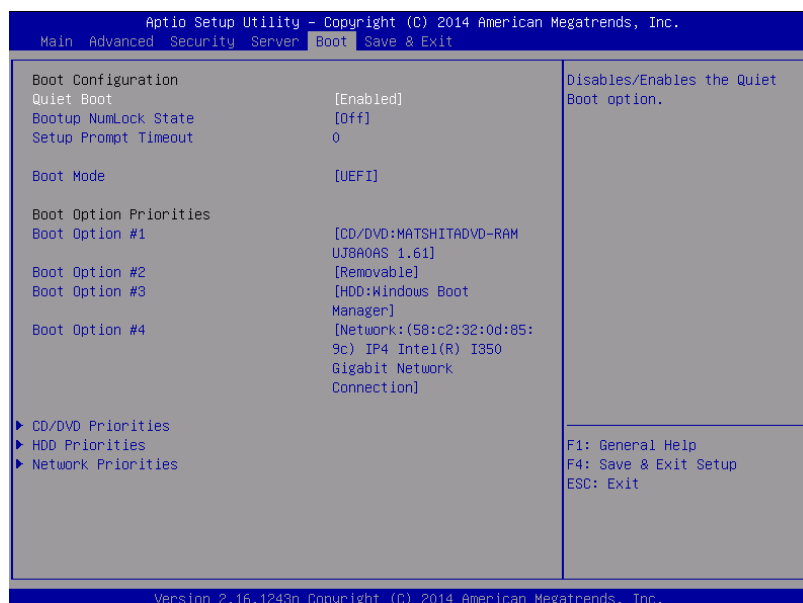 Aptio Setup Utility – Copyright (C) 2014 American Megatrends, Inc.
Main Advanced Security Server Boot Save & Exit
Boot Configuration
Quiet Boot [Enabled]
Bootup NumLock State [Off]
Setup Prompt Timeout 0
Boot Mode [UEFI]
Boot Option Priorities
Boot Option #1 [CD/DVD:MATSHITADVD-RAM
UJ8A0AS 1.61]
Boot Option #2 [Removable]
Boot Option #3 [HDD:Windows Boot
Manager]
Boot Option #4 [Network:(58:c2:32:0d:85:
9c) IP4 Intel(R) I350
Gigabit Network
Connection]
CD/DVD Priorities
HDD Priorities
Network Priorities
Disables/Enables the Quiet
Boot option.
F1: General Help
F4: Save & Exit Setup
ESC: Exit
Version 2.16.1243n Copyright (C) 2014 American Megatrends, Inc.